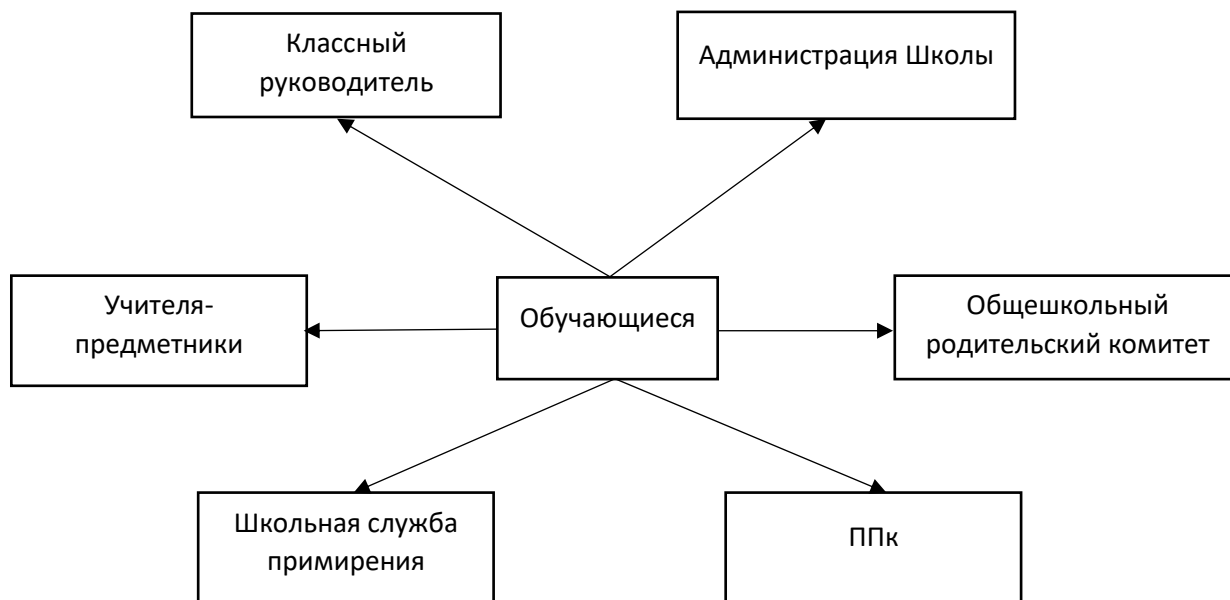 Классный
руководитель
Администрация Школы
Учителя-
предметники
Обучающиеся
Общешкольный
родительский комитет
Школьная служба
примирения
ППк